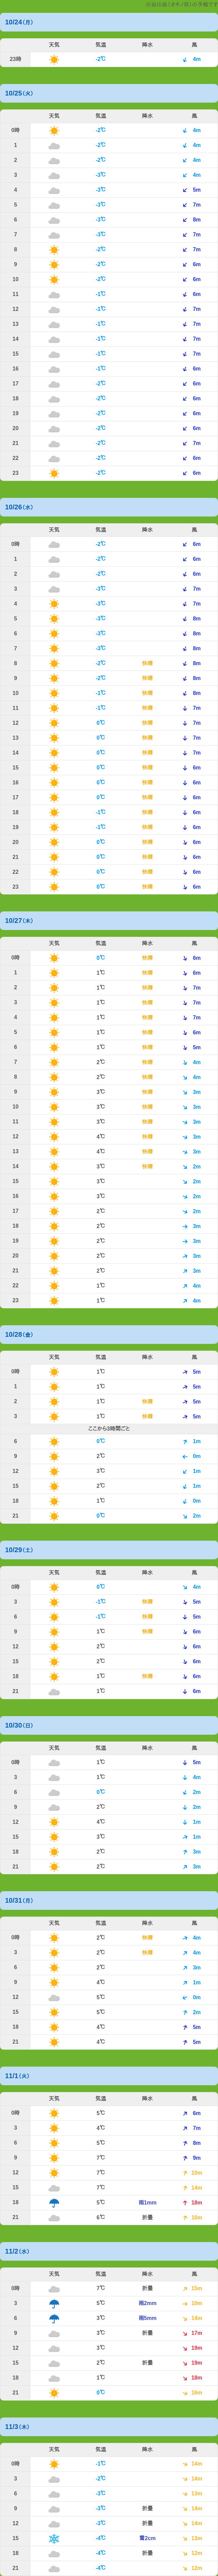 10/24(月)
天気 気温 降水 風
23時 -2℃ 4m
10/25(火)
天気 気温 降水 風
0時 -2℃ 4m
1 -2℃ 4m
2 -2℃ 4m
3 -2℃ 4m
4 -3℃ 5m
5 -3℃ 7m
6 -3℃ 8m
7 -3℃ 7m
8 -2℃ 7m
9 -2℃ 6m
10 -2℃ 6m
11 -1℃ 6m
12 -1℃ 7m
13 -1℃ 7m
14 -1℃ 7m
15 -1℃ 7m
16 -1℃ 6m
17 -2℃ 6m
18 -2℃ 6m
19 -2℃ 6m
20 -2℃ 6m
21 -2℃ 7m
22 -2℃ 6m
23 -2℃ 6m
10/26(水)
天気 気温 降水 風
0時 -2℃ 6m
1 -2℃ 6m
2 -2℃ 6m
3 -3℃ 7m
4 -3℃ 7m
5 -3℃ 8m
6 -3℃ 8m
7 -3℃ 8m
8 -2℃ 快晴 8m
9 -2℃ 快晴 8m
10 -1℃ 快晴 8m
11 -1℃ 快晴 7m
12 0℃ 快晴 7m
13 0℃ 快晴 7m
14 0℃ 快晴 7m
15 0℃ 快晴 6m
16 0℃ 快晴 6m
17 0℃ 快晴 6m
18 -1℃ 快晴 6m
19 -1℃ 快晴 6m
20 0℃ 快晴 6m
21 0℃ 快晴 6m
22 0℃ 快晴 6m
23 0℃ 快晴 6m
10/27(木)
天気 気温 降水 風
0時 0℃ 快晴 6m
1 1℃ 快晴 6m
2 1℃ 快晴 7m
3 1℃ 快晴 7m
4 1℃ 快晴 7m
5 1℃ 快晴 6m
6 1℃ 快晴 5m
7 2℃ 快晴 4m
8 2℃ 快晴 4m
9 3℃ 快晴 3m
10 3℃ 快晴 3m
11 3℃ 快晴 3m
12 4℃ 快晴 3m
13 4℃ 快晴 3m
14 3℃ 快晴 2m
15 3℃ 2m
16 3℃ 2m
17 2℃ 2m
18 2℃ 3m
19 2℃ 3m
20 2℃ 3m
21 2℃ 3m
22 1℃ 4m
23 1℃ 4m
10/28(金)
天気 気温 降水 風
0時 1℃ 5m
1 1℃ 5m
2 1℃ 快晴 5m
3 1℃ 快晴 5m
ここから3時間ごと
6 0℃ 1m
9 2℃ 0m
12 3℃ 1m
15 2℃ 1m
18 1℃ 0m
21 0℃ 2m
10/29(土)
天気 気温 降水 風
0時 0℃ 4m
3 -1℃ 快晴 5m
6 -1℃ 快晴 5m
9 1℃ 快晴 6m
12 2℃ 6m
15 2℃ 6m
18 1℃ 快晴 6m
21 1℃ 6m
10/30(日)
天気 気温 降水 風
0時 1℃ 5m
3 1℃ 4m
6 0℃ 2m
9 2℃ 2m
12 4℃ 1m
15 3℃ 1m
18 2℃ 3m
21 2℃ 3m
10/31(月)
天気 気温 降水 風
0時 2℃ 快晴 4m
3 2℃ 快晴 4m
6 2℃ 3m
9 4℃ 1m
12 5℃ 0m
15 5℃ 2m
18 4℃ 5m
21 4℃ 5m
11/1(火)
天気 気温 降水 風
0時 5℃ 6m
3 4℃ 7m
6 5℃ 8m
9 7℃ 9m
12 7℃ 13m
15 7℃ 14m
18 5℃ 雨1mm 18m
21 6℃ 折畳 16m
11/2(水)
天気 気温 降水 風
0時 7℃ 折畳 15m
3 5℃ 雨2mm 10m
6 3℃ 雨5mm 14m
9 3℃ 折畳 17m
12 3℃ 19m
15 2℃ 折畳 19m
18 1℃ 18m
21 0℃ 16m
11/3(木)
天気 気温 降水 風
0時 -1℃ 14m
3 -2℃ 14m
6 -3℃ 13m
9 -3℃ 折畳 13m
12 -3℃ 折畳 14m
15 -4℃ 雪2cm 13m
18 -4℃ 折畳 12m
21 -4℃ 12m